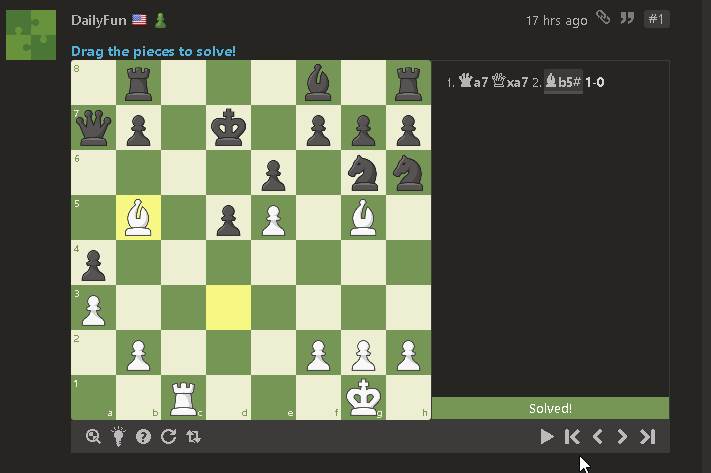 DailyFun
17 hrs ago #1
Drag the pieces to solve!
8
7
6
5
4
3
2
1
a b c d e f g h
1. ♛a7 ♕xa7 2. ♝b5# 1-0
Solved!